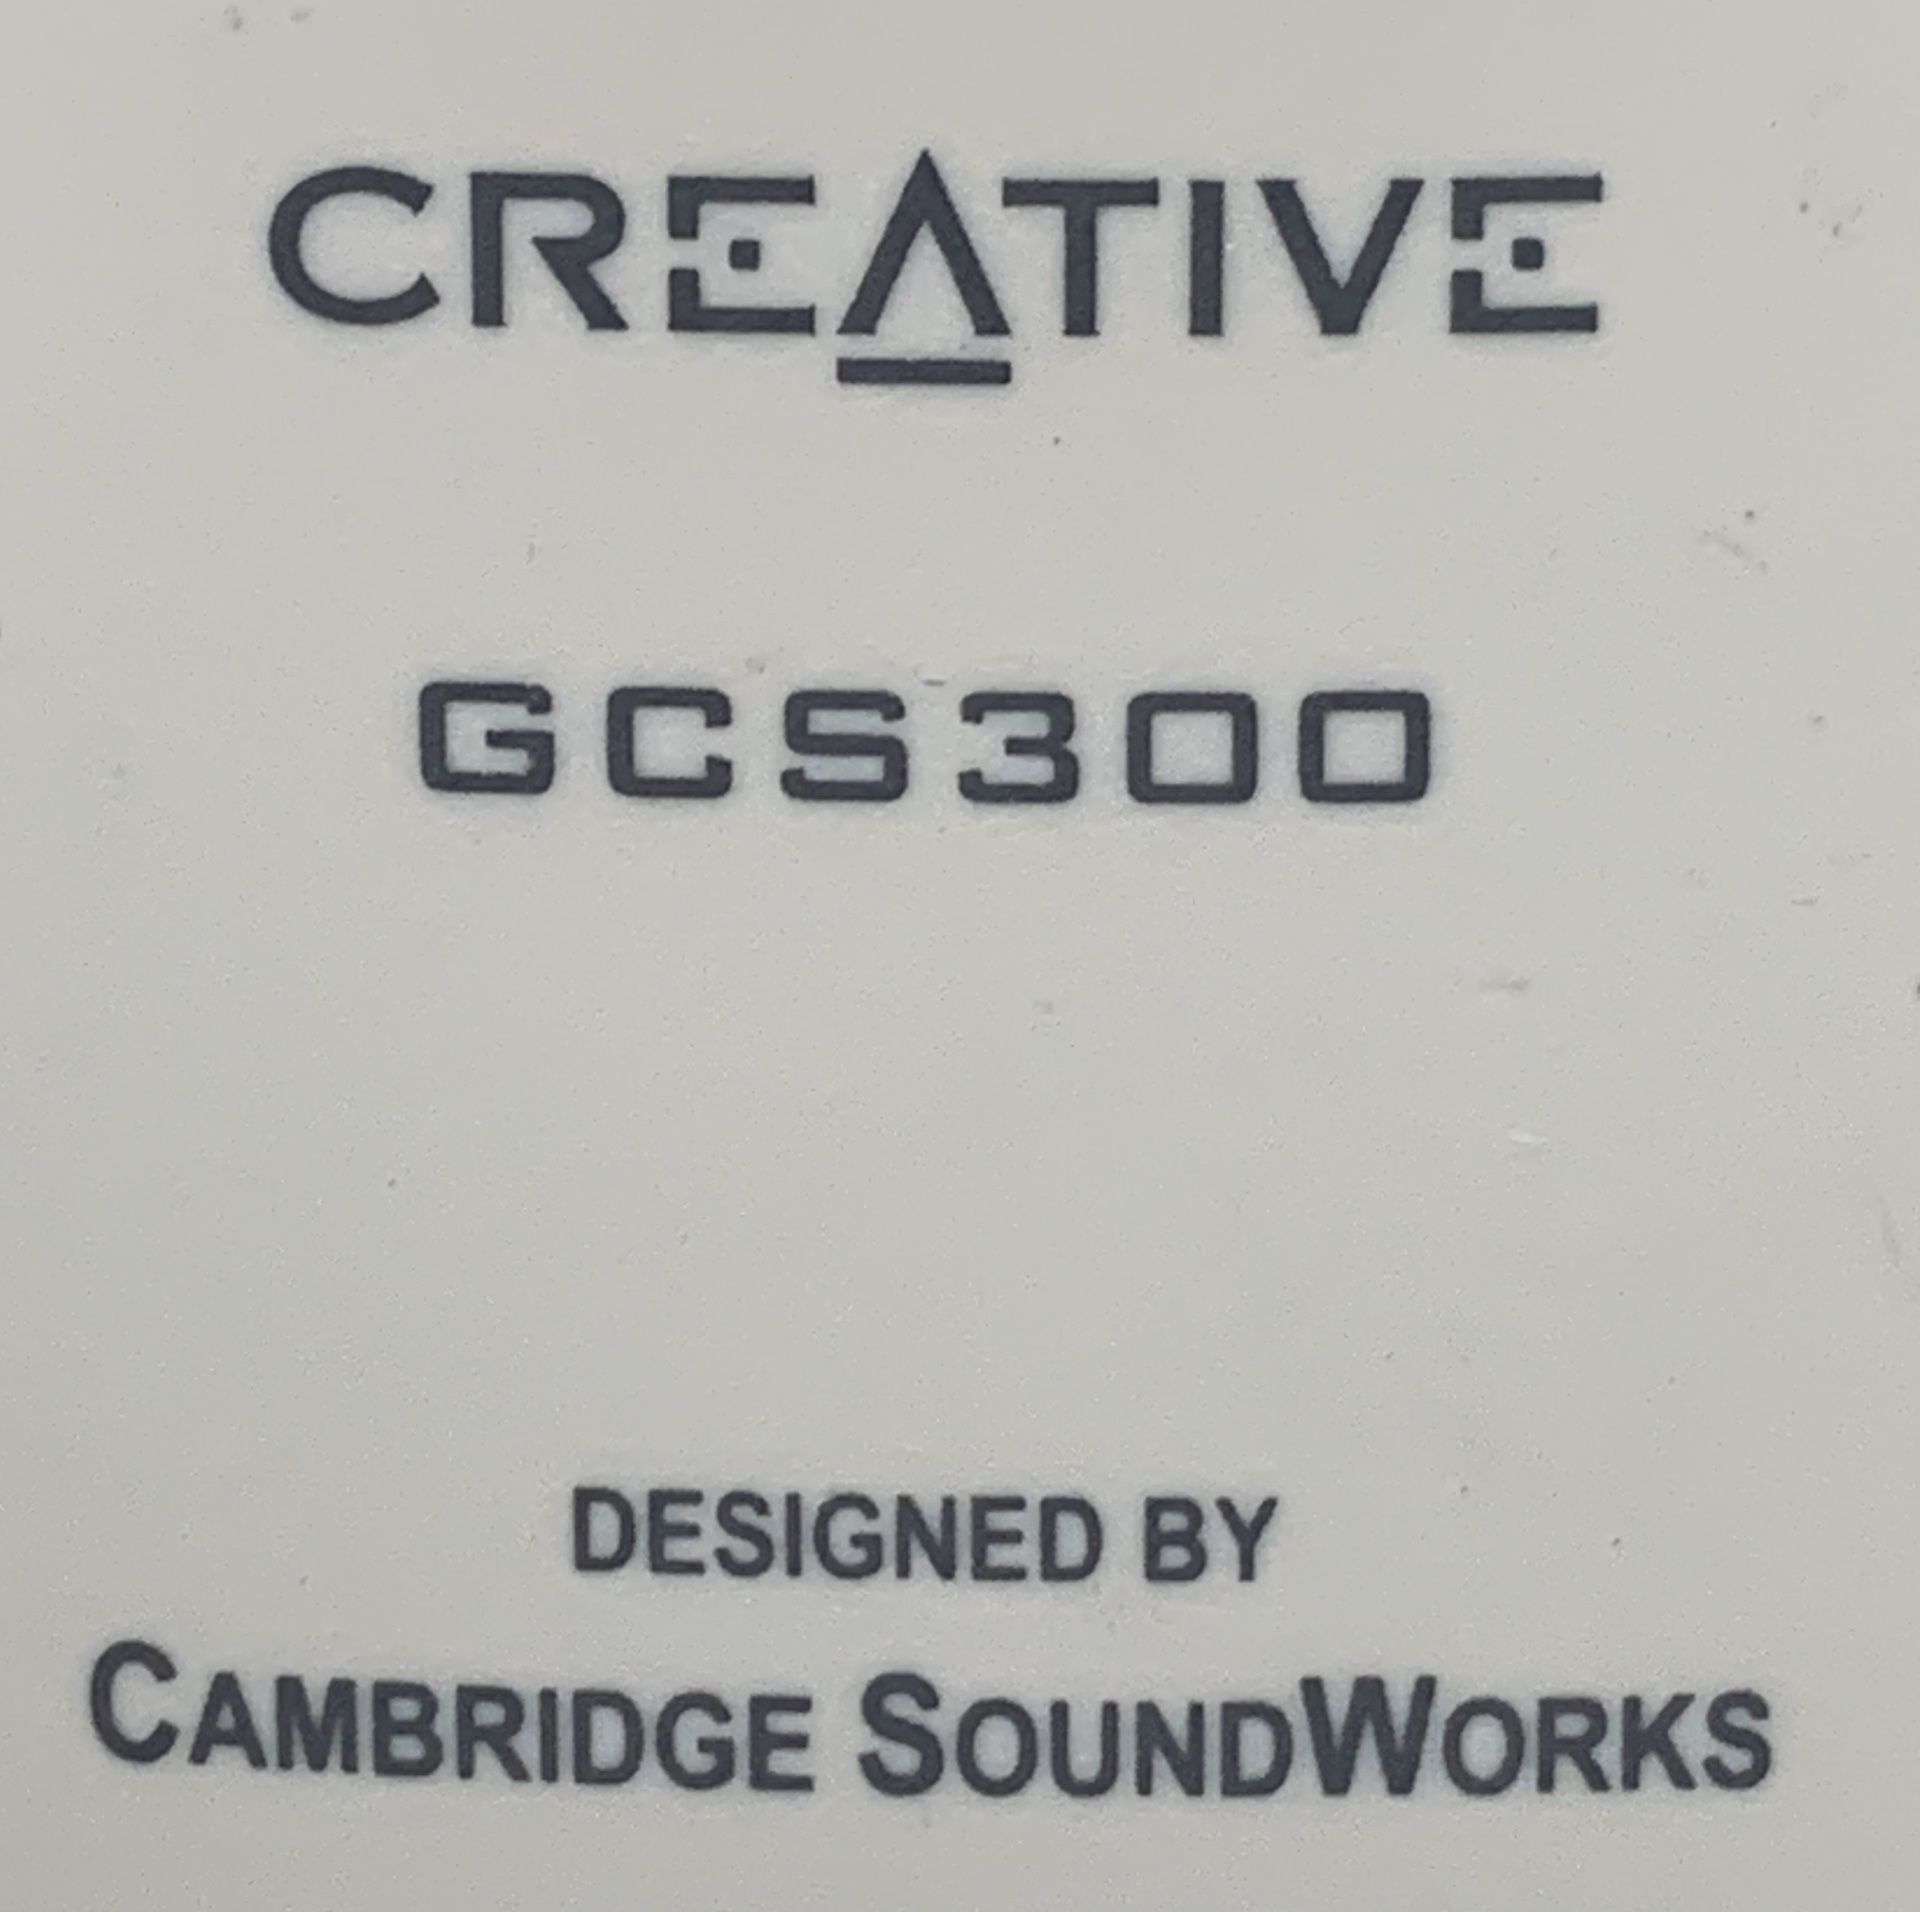 CREATIVE
GCS300
DESIGNED BY
CAMBRIDGE SOUNDWORKS